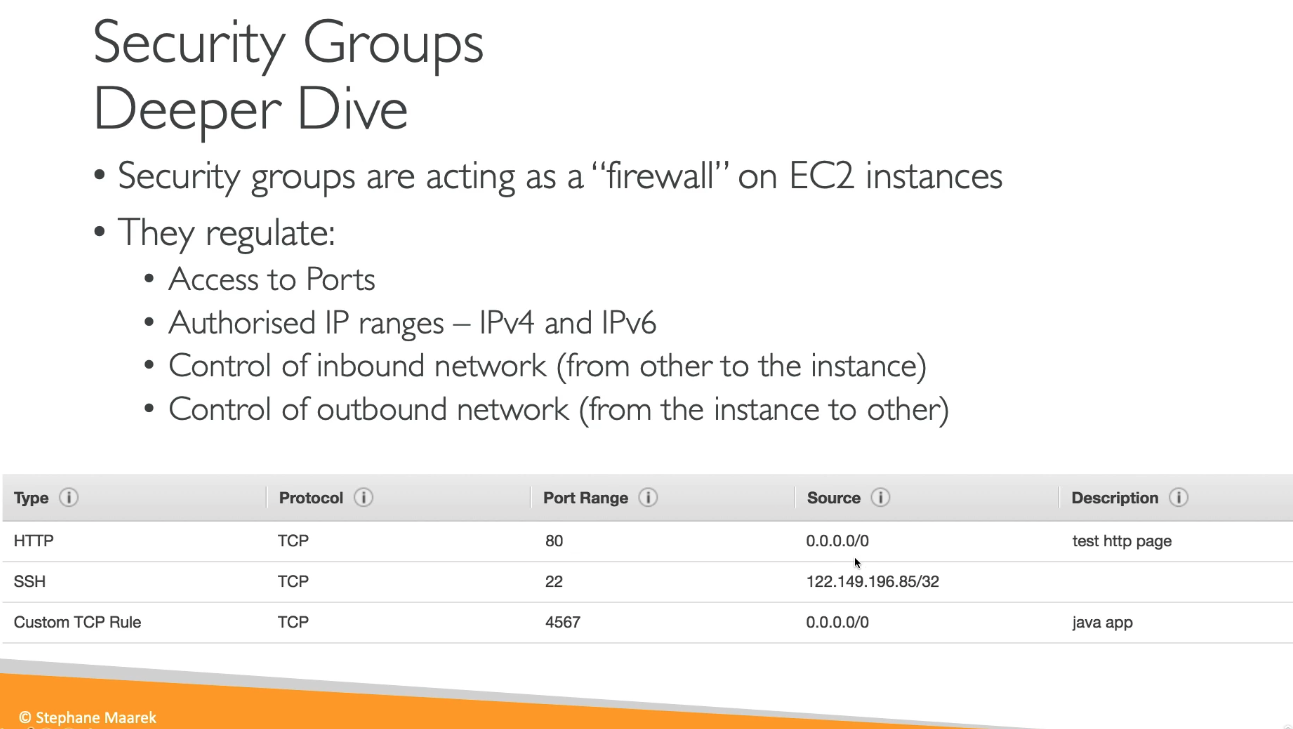 Security Groups
Deeper Dive
• Security groups are acting as a “firewall” on EC2 instances
• They regulate:
• Access to Ports
• Authorised IP ranges – IPv4 and IPv6
• Control of inbound network (from other to the instance)
• Control of outbound network (from the instance to other)
Type Protocol Port Range Source Description
HTTP TCP 80 0.0.0.0/0 test http page
SSH TCP 22 122.149.196.85/32
Custom TCP Rule TCP 4567 0.0.0.0/0 java app
© Stephane Maarek